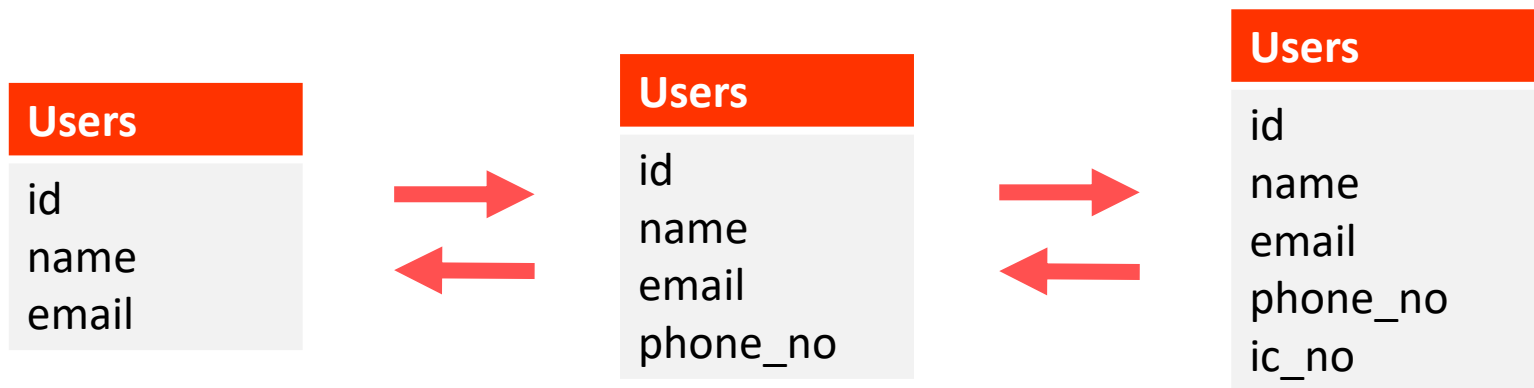 Users
id
name
email
Users
id
name
email
phone_no
Users
id
name
email
phone_no
ic_no